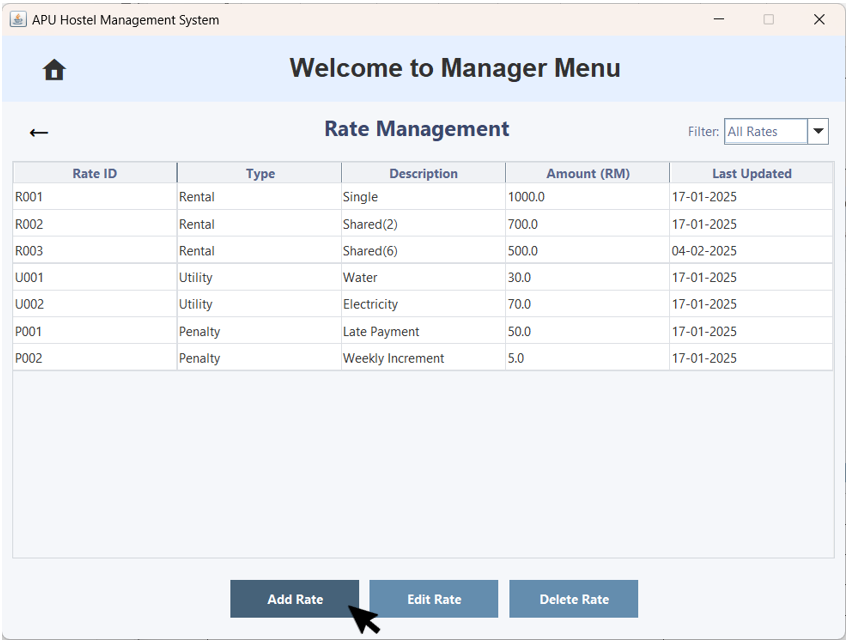 APU Hostel Management System
Welcome to Manager Menu
Rate Management
Filter: All Rates
Rate ID Type Description Amount (RM) Last Updated
R001 Rental Single 1000.0 17-01-2025
R002 Rental Shared(2) 700.0 17-01-2025
R003 Rental Shared(6) 500.0 04-02-2025
U001 Utility Water 30.0 17-01-2025
U002 Utility Electricity 70.0 17-01-2025
P001 Penalty Late Payment 50.0 17-01-2025
P002 Penalty Weekly Increment 5.0 17-01-2025
Add Rate Edit Rate Delete Rate